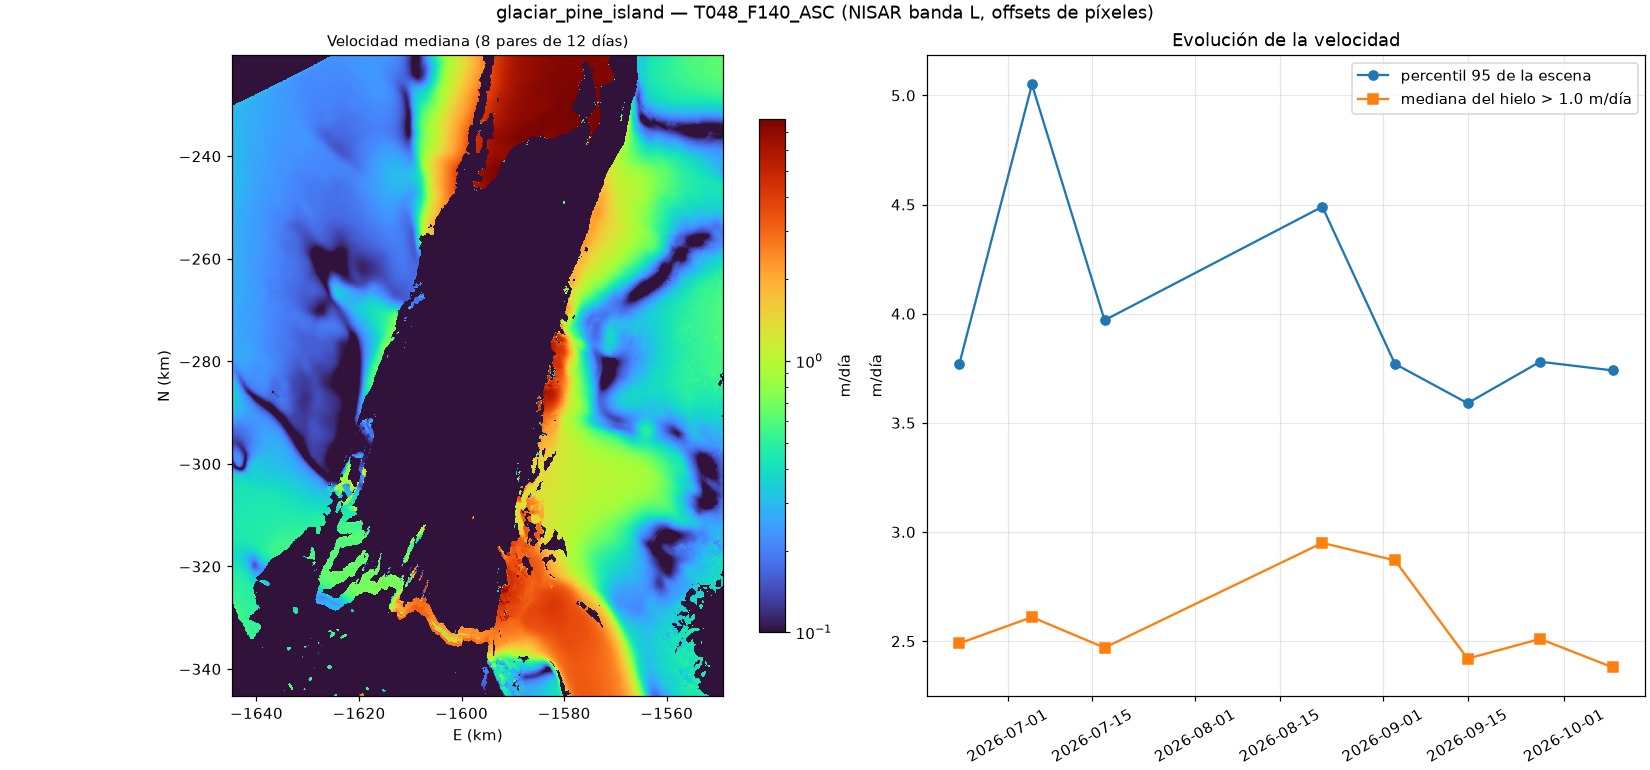 glaciar_pine_island — T048_F140_ASC (NISAR banda L, offsets de píxeles)
Velocidad mediana (8 pares de 12 días)
−240
−260
−280
−300
−320
−340
N (km)
−1640
−1620
−1600
−1580
−1560
E (km)
10⁰
10⁻¹
m/día
Evolución de la velocidad
percentil 95 de la escena
mediana del hielo > 1.0 m/día
5.0
4.5
4.0
3.5
3.0
2.5
m/día
2026-07-01
2026-07-15
2026-08-01
2026-08-15
2026-09-01
2026-09-15
2026-10-01